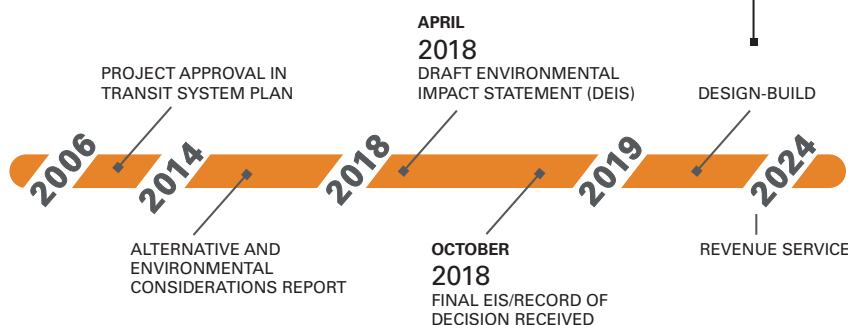 APRIL
2018
DRAFT ENVIRONMENTAL
IMPACT STATEMENT (DEIS)
PROJECT APPROVAL IN
TRANSIT SYSTEM PLAN
DESIGN-BUILD
2006
2014
2018
2019
2024
ALTERNATIVE AND
ENVIRONMENTAL
CONSIDERATIONS REPORT
OCTOBER
2018
FINAL EIS/RECORD OF
DECISION RECEIVED
REVENUE SERVICE